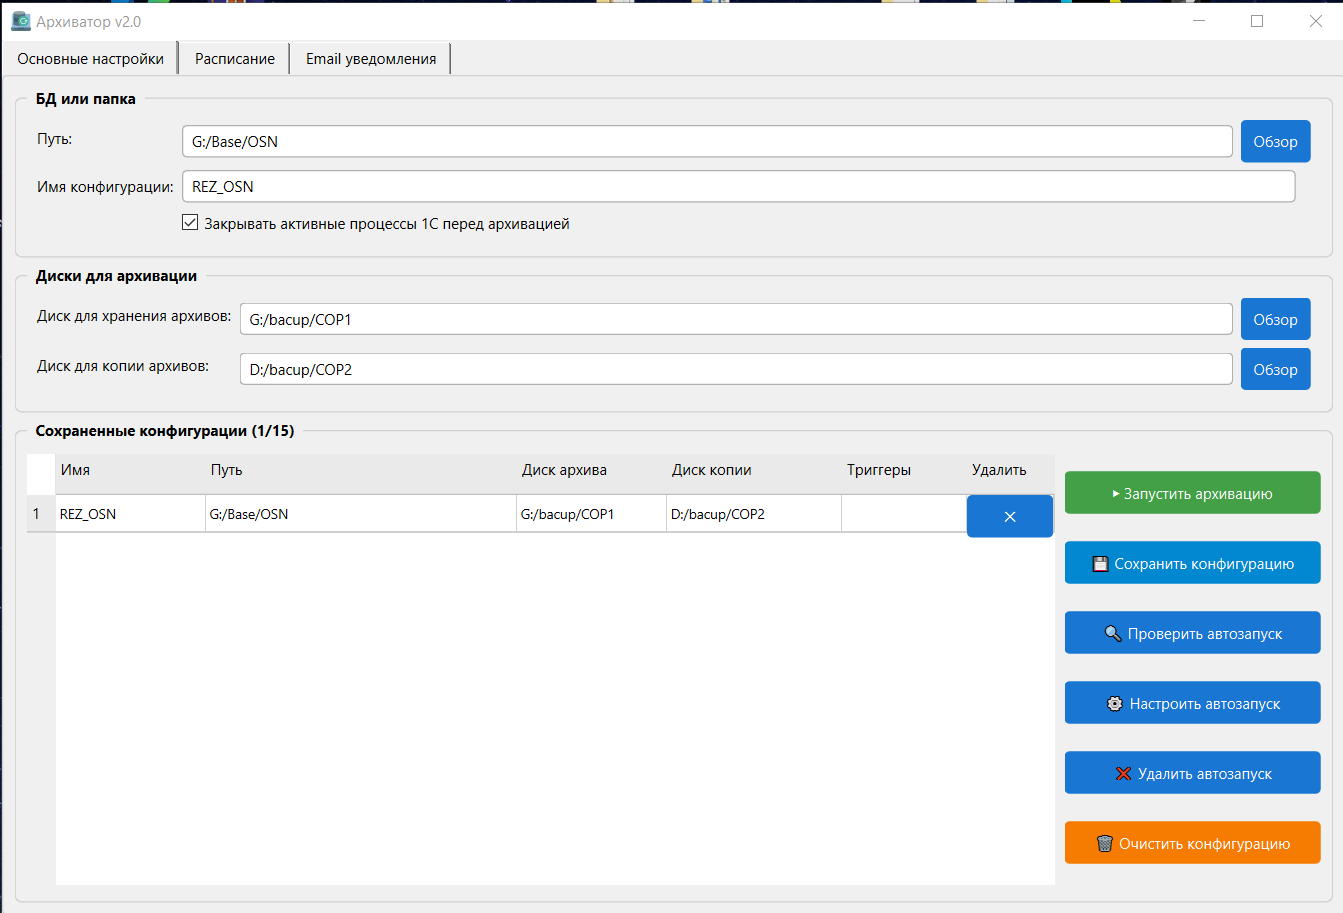 Архиватор v2.0
Основные настройки Расписание Email уведомления
БД или папка
Путь: G:/Base/OSN Обзор
Имя конфигурации: REZ_OSN
Закрывать активные процессы 1С перед архивацией
Диски для архивации
Диск для хранения архивов: G:/bacup/COP1 Обзор
Диск для копии архивов: D:/bacup/COP2 Обзор
Сохраненные конфигурации (1/15)
Имя Путь Диск архива Диск копии Триггеры Удалить
1 REZ_OSN G:/Base/OSN G:/bacup/COP1 D:/bacup/COP2
Запустить архивацию
Сохранить конфигурацию
Проверить автозапуск
Настроить автозапуск
Удалить автозапуск
Очистить конфигурацию